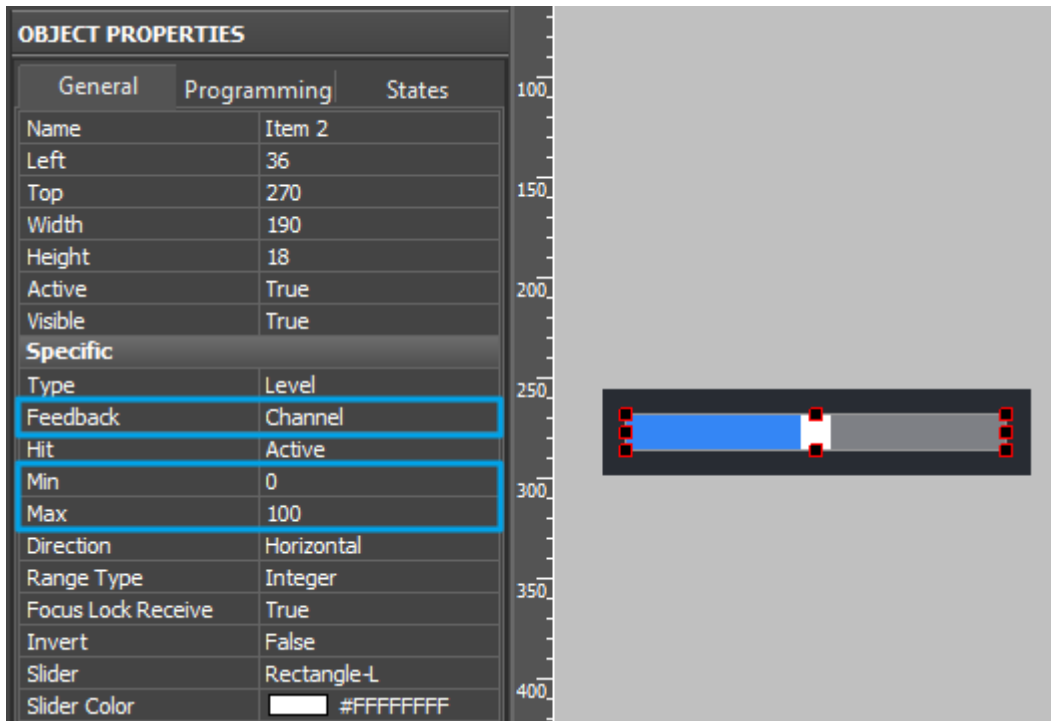 OBJECT PROPERTIES
General Programming States
Name Item 2
Left 36
Top 270
Width 190
Height 18
Active True
Visible True
Specific
Type Level
Feedback Channel
Hit Active
Min 0
Max 100
Direction Horizontal
Range Type Integer
Focus Lock Receive True
Invert False
Slider Rectangle-L
Slider Color #FFFFFFFF
100
150
200
250
300
350
400